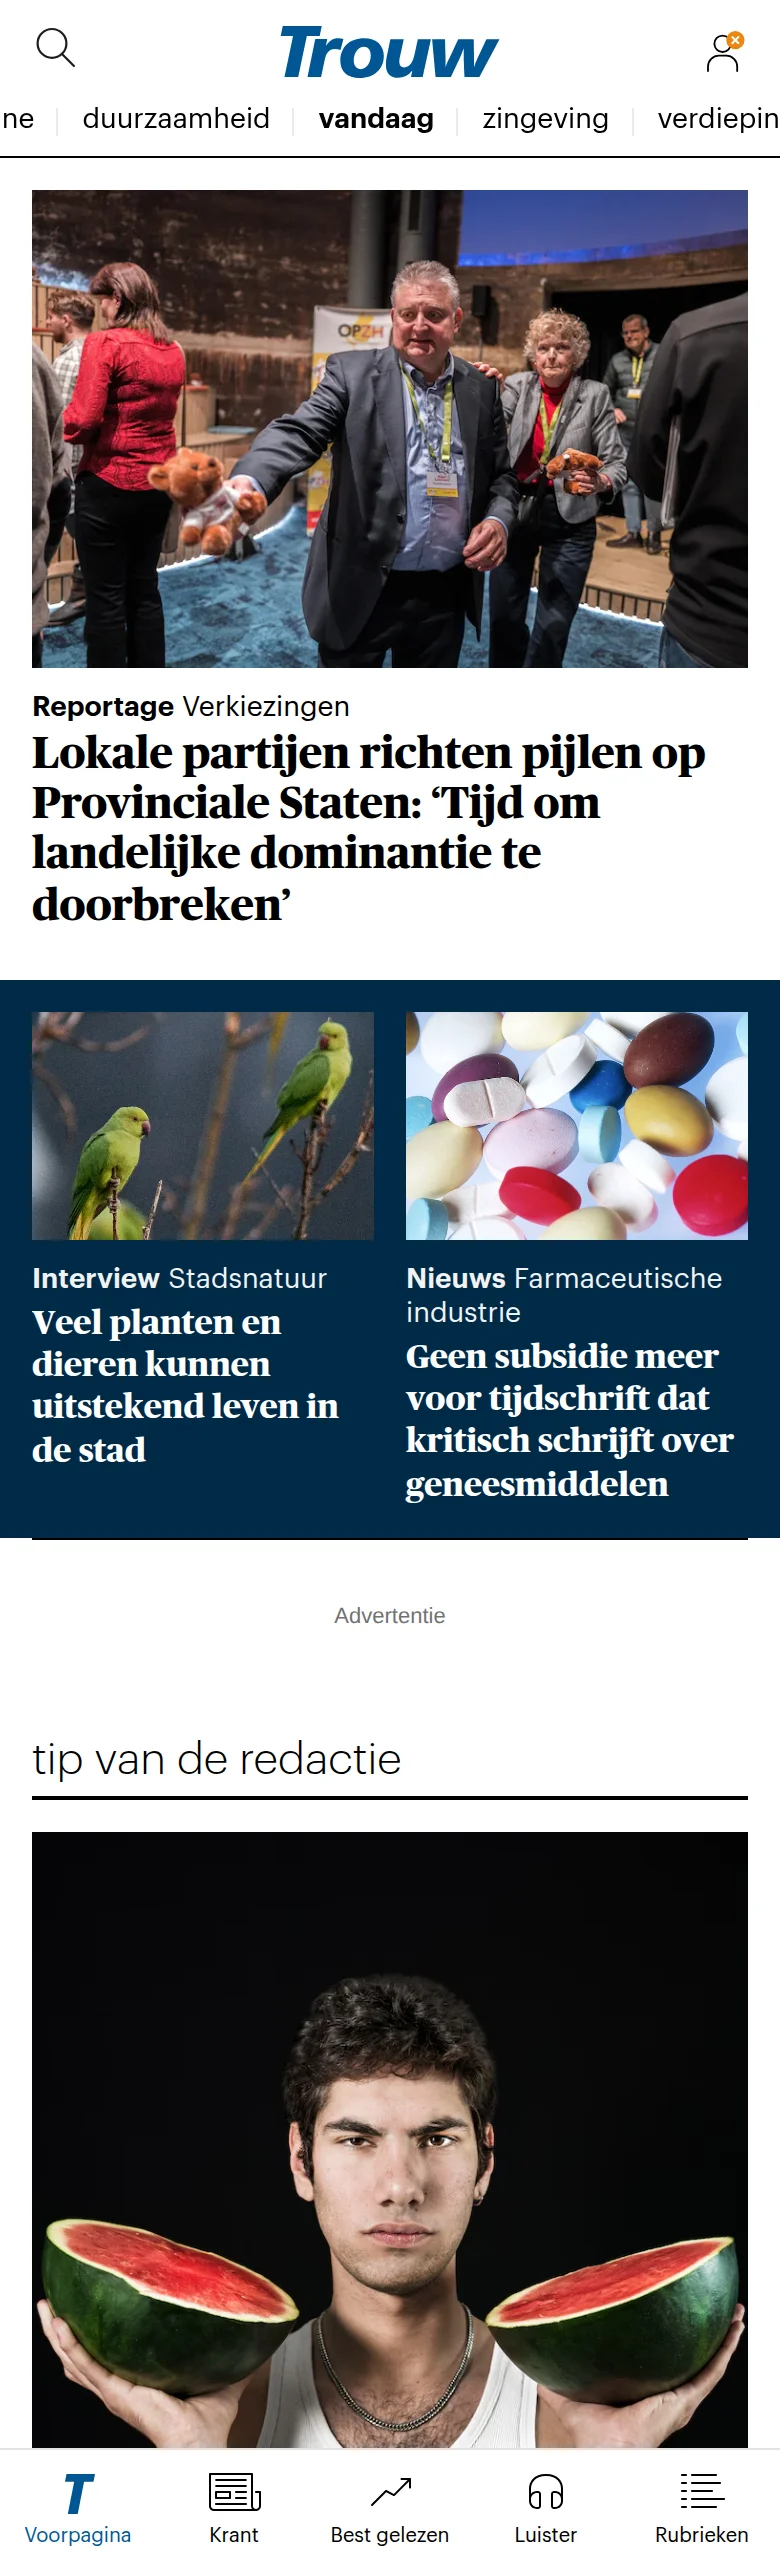 Trouw
ne duurzaamheid vandaag zingeving verdiepin
OPZH
Reportage Verkiezingen
Lokale partijen richten pijlen op
Provinciale Staten: ‘Tijd om
landelijke dominantie te
doorbreken’
Interview Stadsnatuur
Veel planten en
dieren kunnen
uitstekend leven in
de stad
Nieuws Farmaceutische
industrie
Geen subsidie meer
voor tijdschrift dat
kritisch schrijft over
geneesmiddelen
Advertentie
tip van de redactie
T
Voorpagina Krant Best gelezen Luister Rubrieken